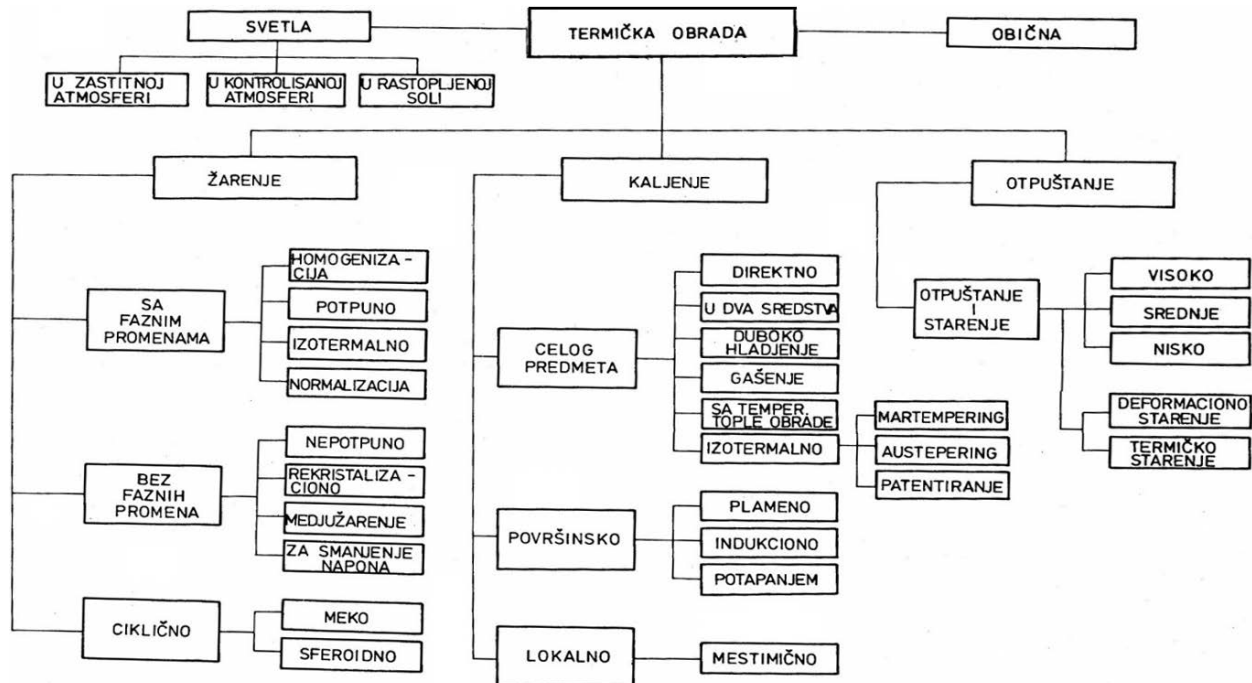 SVETLA
TERMIČKA OBRADA
OBIČNA
U ZASTITNOJ
ATMOSFERI
U KONTROLISANOJ
ATMOSFERI
U RASTOPLJENOJ
SOLI
ŽARENJE
KALJENJE
OTPUŠTANJE
SA
FAZNIM
PROMENAMA
HOMOGENIZA-
CIJA
POTPUNO
IZOTERMALNO
NORMALIZACIJA
BEZ
FAZNIH
PROMENA
NEPOTPUNO
REKRISTALIZA-
CIONO
MEDJUŽARENJE
ZA SMANJENJE
NAPONA
CIKLIČNO
MEKO
SFEROIDNO
CELOG
PREDMETA
DIREKTNO
U DVA SREDSTVA
DUBOKO
HLADJENJE
GAŠENJE
SA TEMPER.
TOPLE OBRADE
IZOTERMALNO
MARTEMPERING
AUSTEPERING
PATENTIRANJE
POVRŠINSKO
PLAMENO
INDUKCIONO
POTAPANJEM
LOKALNO
MESTIMIČNO
OTPUŠTANJE
I
STARENJE
VISOKO
SREDNJE
NISKO
DEFORMACIONO
STARENJE
TERMIČKO
STARENJE